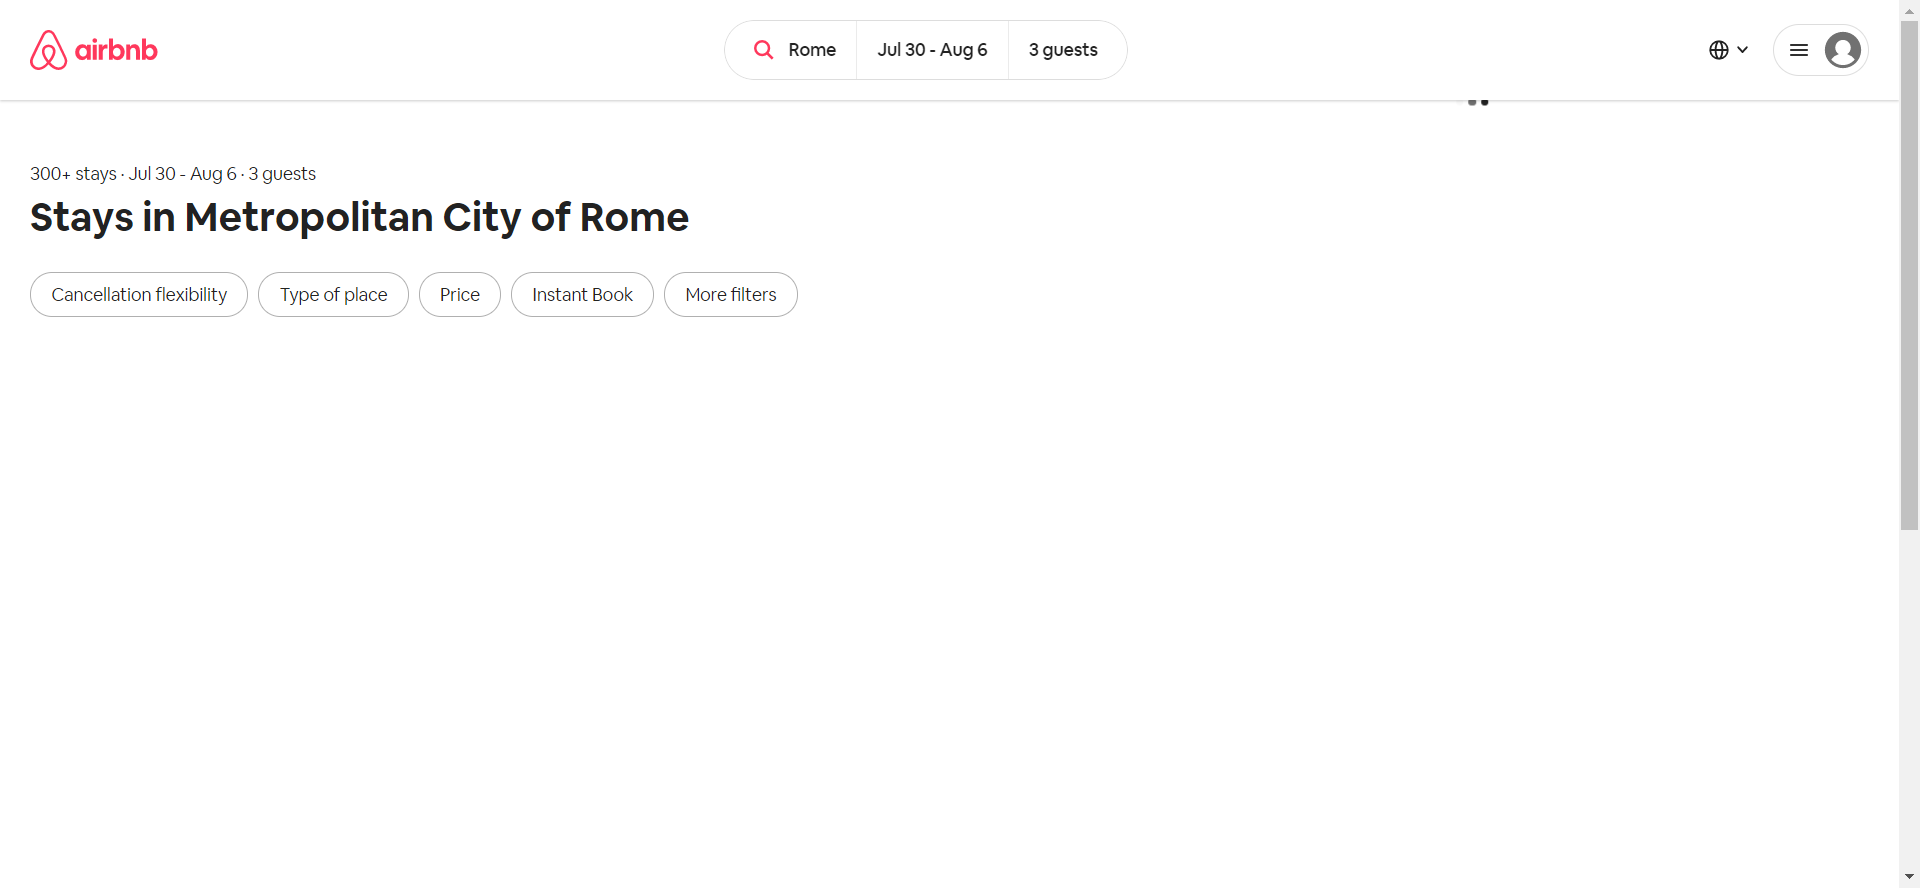 airbnb
Rome
Jul 30 - Aug 6
3 guests
300+ stays · Jul 30 - Aug 6 · 3 guests
Stays in Metropolitan City of Rome
Cancellation flexibility
Type of place
Price
Instant Book
More filters